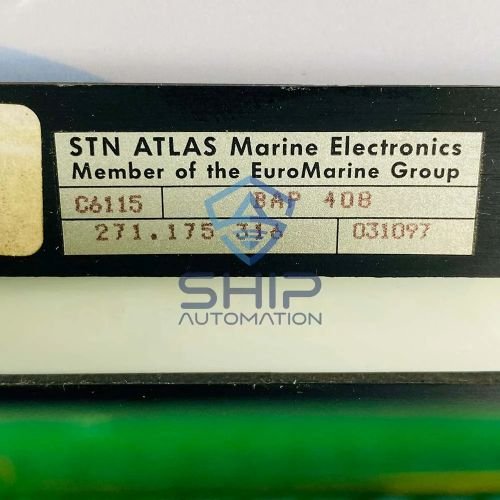 STN ATLAS Marine Electronics
Member of the EuroMarine Group
C6115 BAP 408
271.175 316 031097
SHIP
AUTOMATION